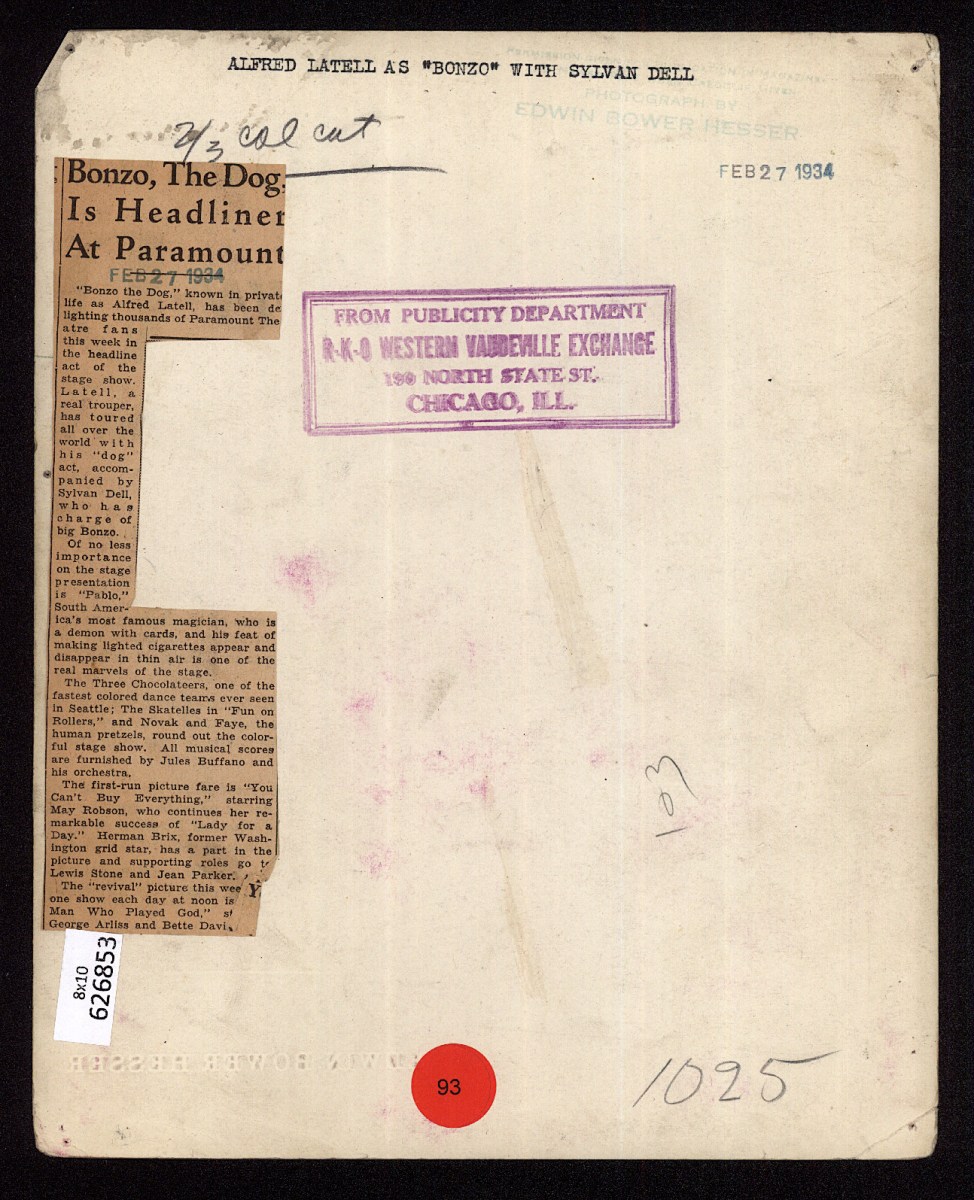 ALFRED LATELL AS "BONZO" WITH SYLVAN DELL
PHOTOGRAPH BY
EDWIN BOWER HESSER
2/3 col cut
FEB 27 1934
Bonzo, The Dog,
Is Headliner
At Paramount
FEB 27 1934
"Bonzo the Dog," known in privat
life as Alfred Latell, has been de
lighting thousands of Paramount The
atre fans
this week in
the headline
act of the
stage show.
Latell, a
real trouper,
has toured
all over the
world with
his "dog"
act, accom-
panied by
Sylvan Dell,
who has
charge of
big Bonzo.
Of no less
importance
on the stage
presentation
is "Pablo,"
South Amer-
ica's most famous magician, who is
a demon with cards, and his feat of
making lighted cigarettes appear and
disappear in thin air is one of the
real marvels of the stage.
The Three Chocolateers, one of the
fastest colored dance teams ever seen
in Seattle; The Skatelles in "Fun on
Rollers," and Novak and Faye, the
human pretzels, round out the color-
ful stage show. All musical scores
are furnished by Jules Buffano and
his orchestra.
The first-run picture fare is "You
Can't Buy Everything," starring
May Robson, who continues her re-
markable success of "Lady for a
Day." Herman Brix, former Wash-
ington grid star, has a part in the
picture and supporting roles go t
Lewis Stone and Jean Parker.
The "revival" picture this wee
one show each day at noon is
Man Who Played God," s
George Arliss and Bette Davi
Y
FROM PUBLICITY DEPARTMENT
R-K-O WESTERN VAUDEVILLE EXCHANGE
190 NORTH STATE ST.
CHICAGO, ILL.
103
8x10
626853
EDWIN BOWER HESSER
93
1025